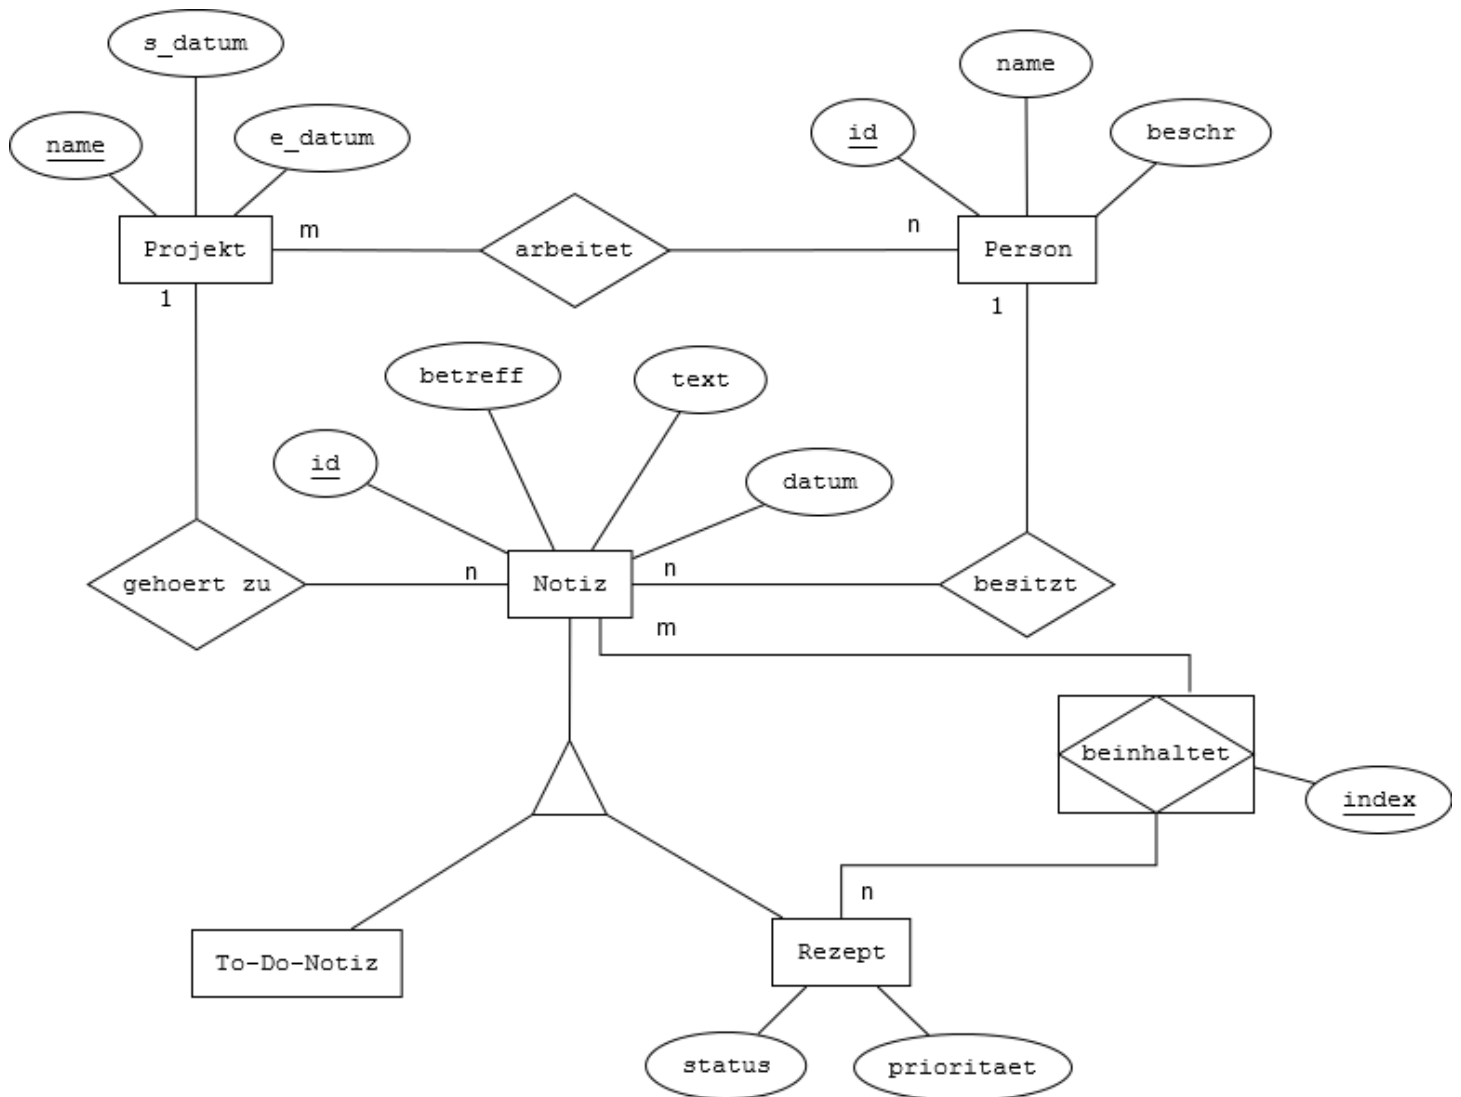 s_datum
name
name
e_datum
id
beschr
Projekt
m
arbeitet
n
Person
1
1
betreff
text
id
datum
gehoert zu
n
Notiz
n
besitzt
m
beinhaltet
index
n
To-Do-Notiz
Rezept
status
prioritaet